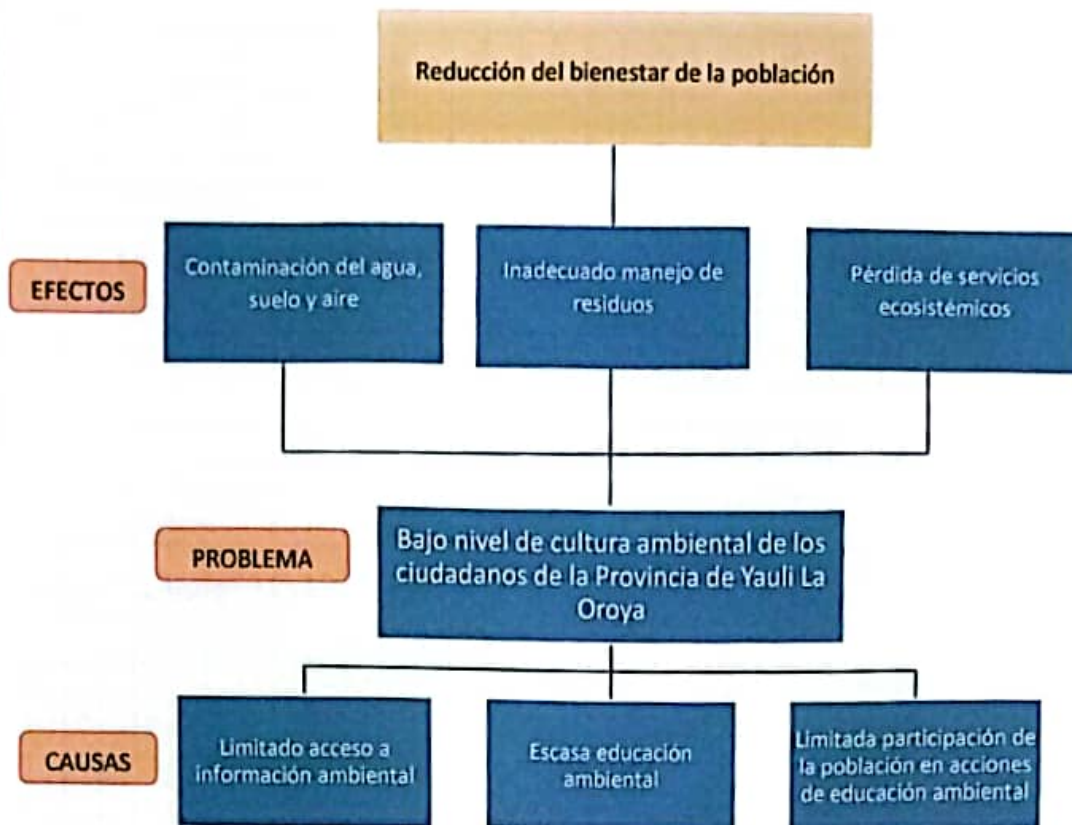 Reducción del bienestar de la población
EFECTOS
Contaminación del agua,
suelo y aire
Inadecuado manejo de
residuos
Pérdida de servicios
ecosistémicos
PROBLEMA
Bajo nivel de cultura ambiental de los
ciudadanos de la Provincia de Yauli La
Oroya
CAUSAS
Limitado acceso a
información ambiental
Escasa educación
ambiental
Limitada participación de
la población en acciones
de educación ambiental